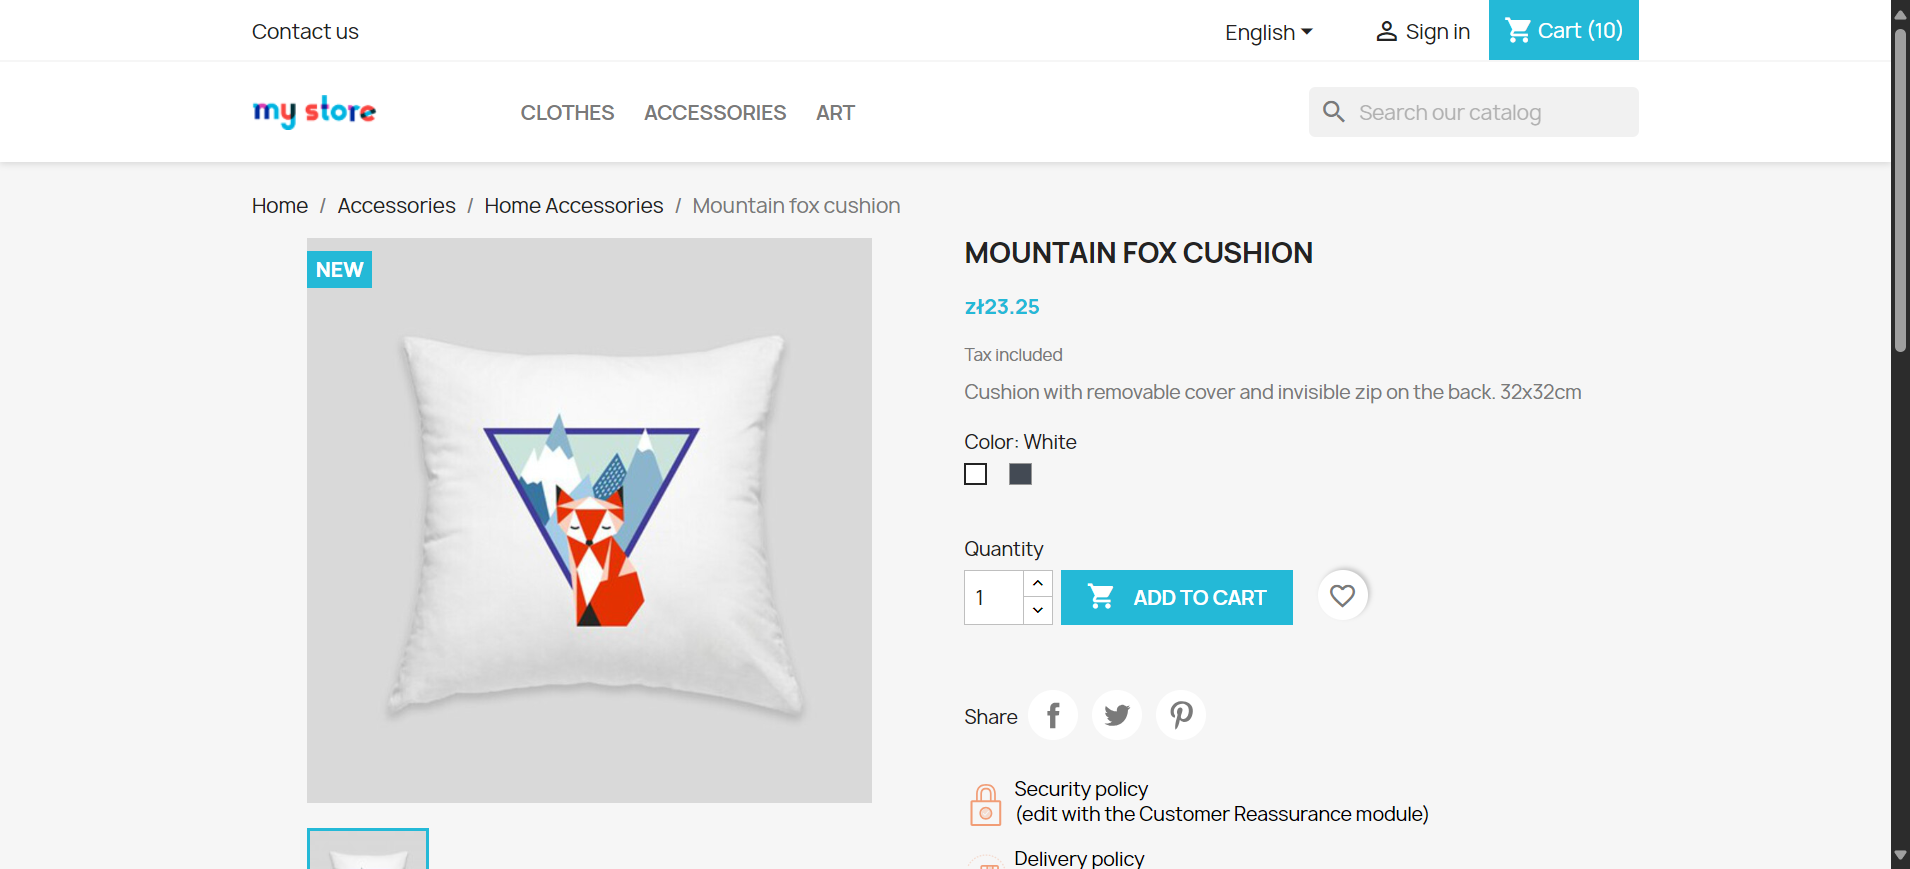 Contact us
English
Sign in
Cart (10)
my store
CLOTHES
ACCESSORIES
ART
Search our catalog
Home / Accessories / Home Accessories / Mountain fox cushion
NEW
MOUNTAIN FOX CUSHION
zł23.25
Tax included
Cushion with removable cover and invisible zip on the back. 32x32cm
Color: White
Quantity
1
ADD TO CART
Share
Security policy
(edit with the Customer Reassurance module)
Delivery policy